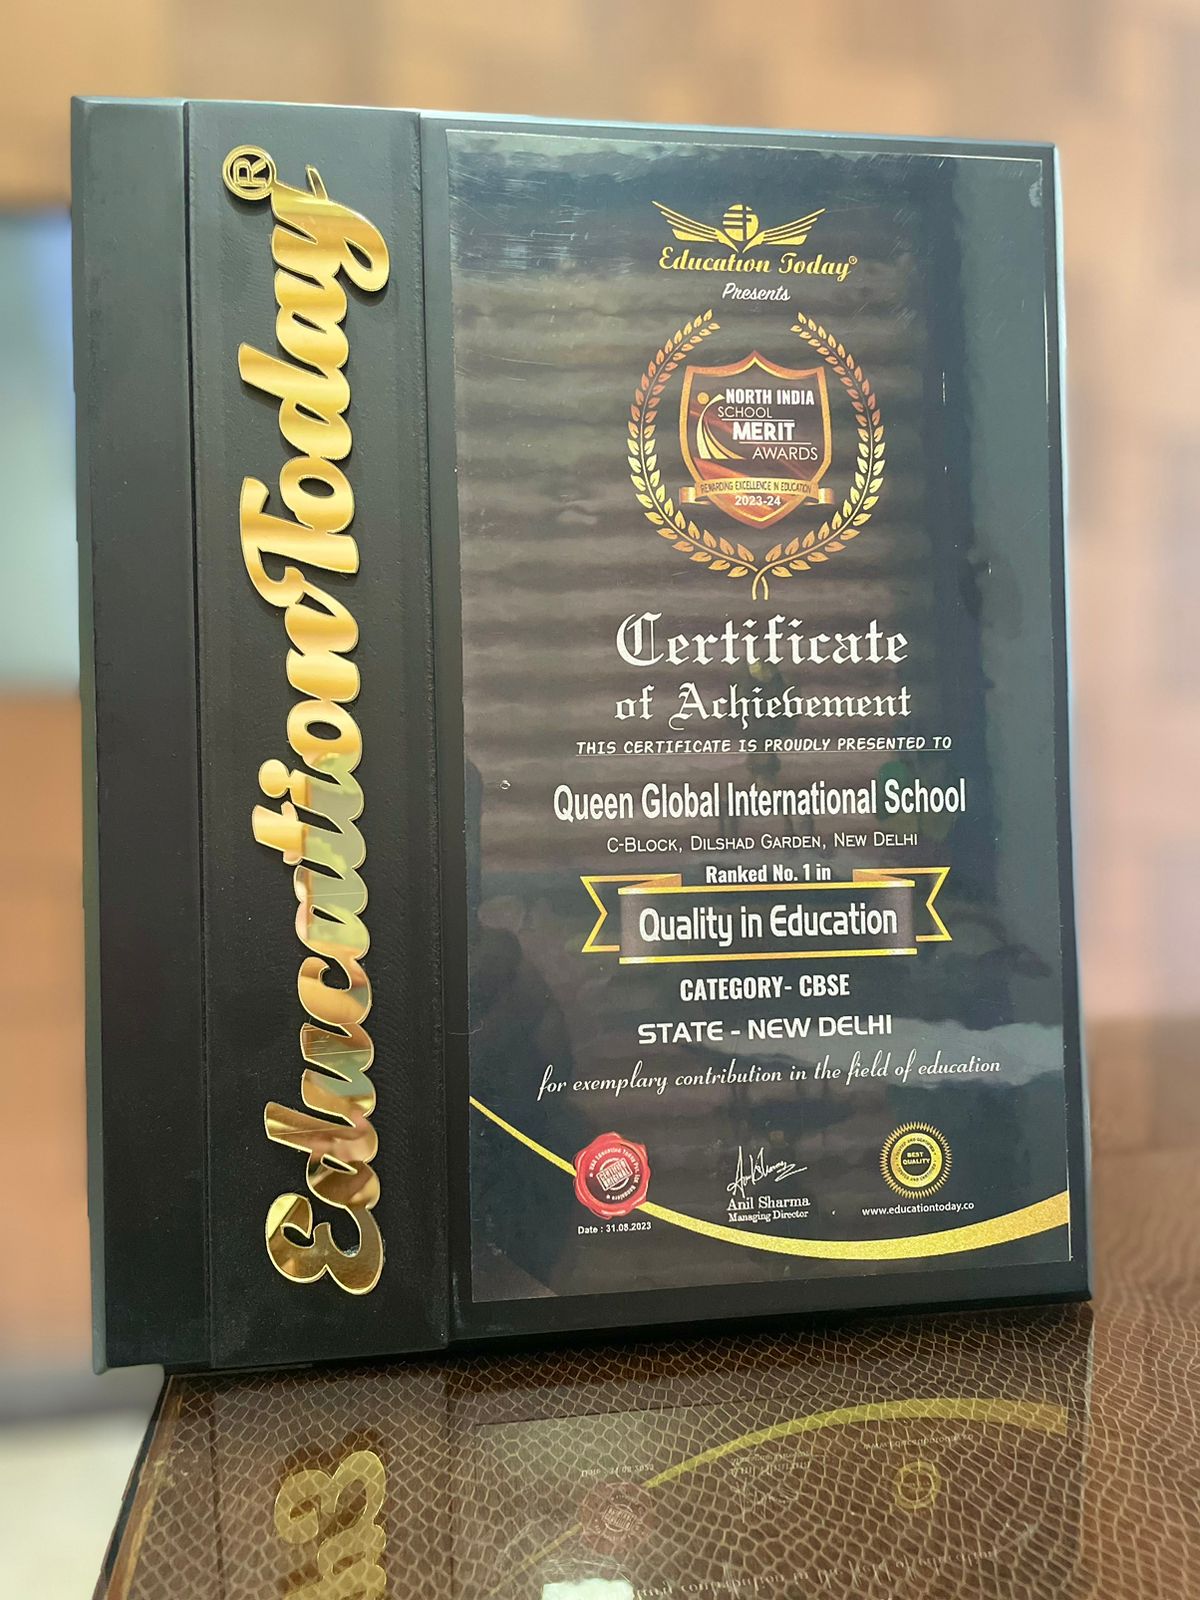 EducationToday®
Education Today®
Presents
NORTH INDIA
SCHOOL
MERIT
AWARDS
REWARDING EXCELLENCE IN EDUCATION
2023-24
Certificate
of Achievement
THIS CERTIFICATE IS PROUDLY PRESENTED TO
Queen Global International School
C-Block, Dilshad Garden, New Delhi
Ranked No. 1 in
Quality in Education
CATEGORY- CBSE
STATE - NEW DELHI
for exemplary contribution in the field of education
Date : 31.08.2023
Anil Sharma
Managing Director
BEST
QUALITY
www.educationtoday.co